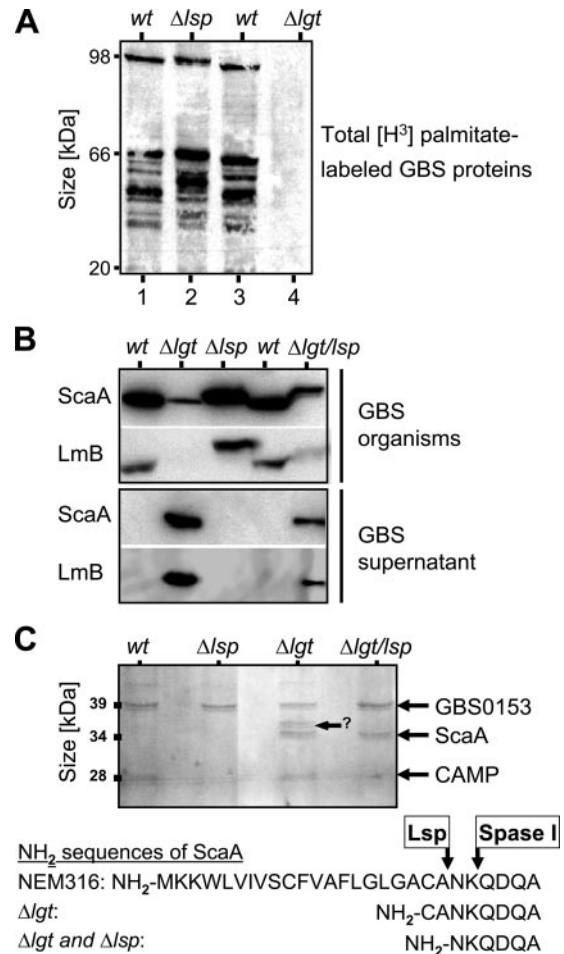 A
wt Δlsp wt Δlgt
98
66
20
Size [kDa]
Total [H³] palmitate-
labeled GBS proteins
1 2 3 4
B
wt Δlgt Δlsp wt Δlgt/lsp
ScaA
LmB
GBS
organisms
ScaA
LmB
GBS
supernatant
C
wt Δlsp Δlgt Δlgt/lsp
Size [kDa]
39
34
28
?
GBS0153
ScaA
CAMP
Lsp Spase I
NH₂ sequences of ScaA
NEM316: NH₂-MKKWLVIVSCFVAFLGLGACANKQDQA
Δlgt: NH₂-CANKQDQA
Δlgt and Δlsp: NH₂-NKQDQA